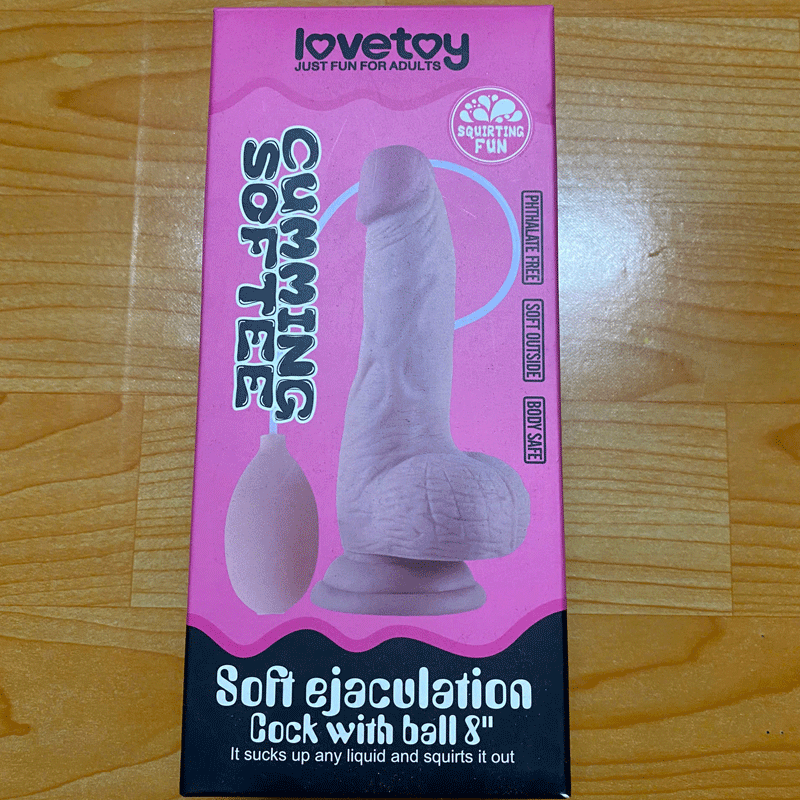 lovetoy
JUST FUN FOR ADULTS
SQUIRTING
FUN
CUMMING
SOFTEE
PHTHALATE FREE
SOFT OUTSIDE
BODY SAFE
Soft ejaculation
Cock with ball 8"
It sucks up any liquid and squirts it out